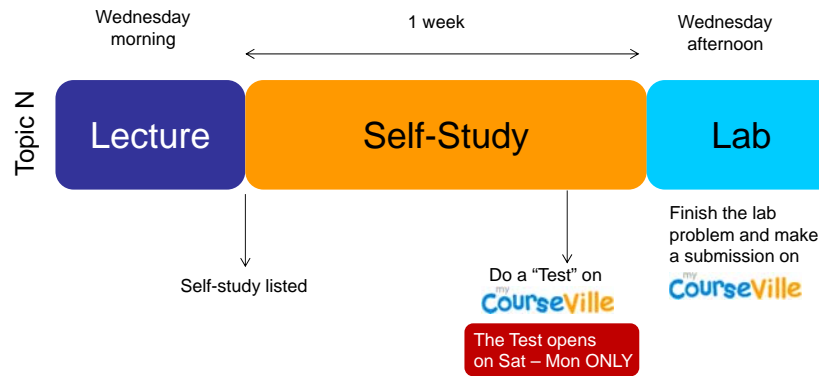 Wednesday
morning
1 week
Wednesday
afternoon
Topic N
Lecture
Self-Study
Lab
Self-study listed
Do a “Test” on
my
CourseVille
The Test opens
on Sat – Mon ONLY
Finish the lab
problem and make
a submission on
my
CourseVille